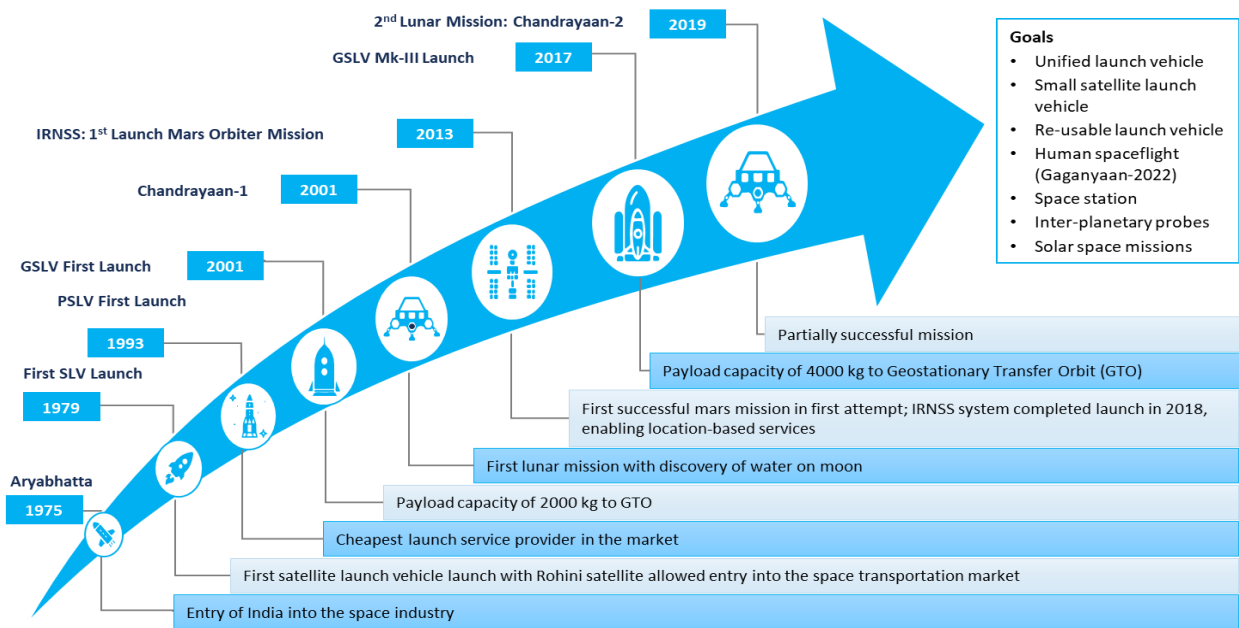 2nd Lunar Mission: Chandrayaan-2
2019
GSLV Mk-III Launch
2017
IRNSS: 1st Launch Mars Orbiter Mission
2013
Chandrayaan-1
2001
GSLV First Launch
2001
PSLV First Launch
1993
First SLV Launch
1979
Aryabhatta
1975
Goals
• Unified launch vehicle
• Small satellite launch
vehicle
• Re-usable launch vehicle
• Human spaceflight
(Gaganyaan-2022)
• Space station
• Inter-planetary probes
• Solar space missions
Partially successful mission
Payload capacity of 4000 kg to Geostationary Transfer Orbit (GTO)
First successful mars mission in first attempt; IRNSS system completed launch in 2018,
enabling location-based services
First lunar mission with discovery of water on moon
Payload capacity of 2000 kg to GTO
Cheapest launch service provider in the market
First satellite launch vehicle launch with Rohini satellite allowed entry into the space transportation market
Entry of India into the space industry